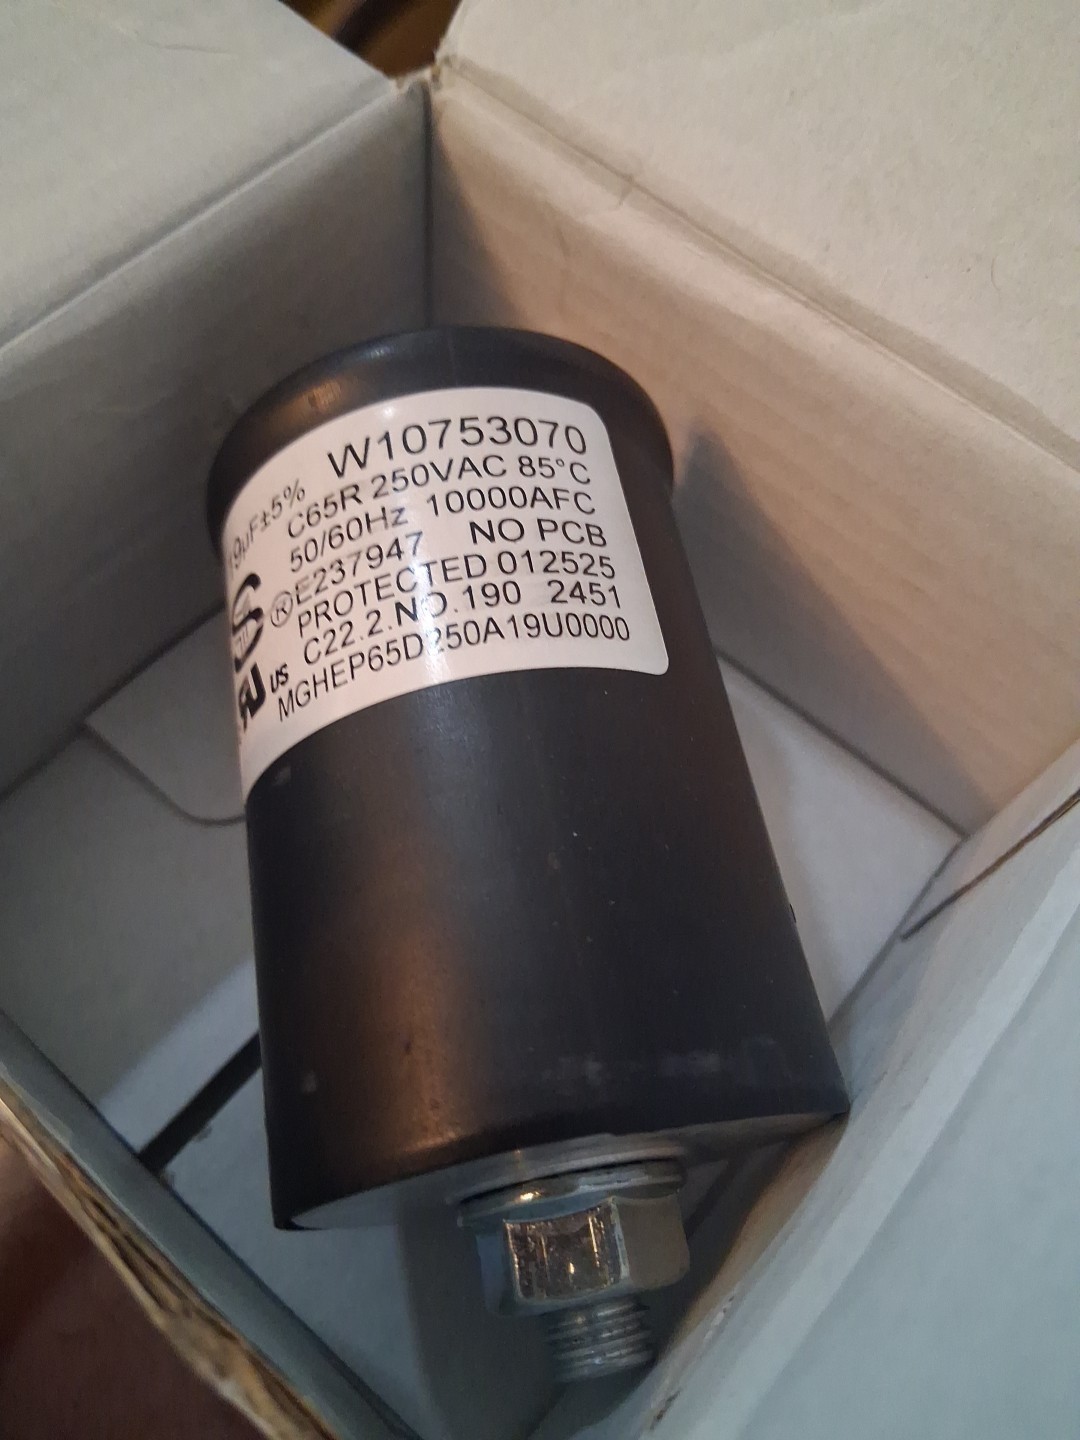 W10753070
19µF±5% C65R 250VAC 85°C
50/60Hz 10000AFC
®E237947 NO PCB
PROTECTED 012525
C22.2.NO.190 2451
US MGHEP65D250A19U0000